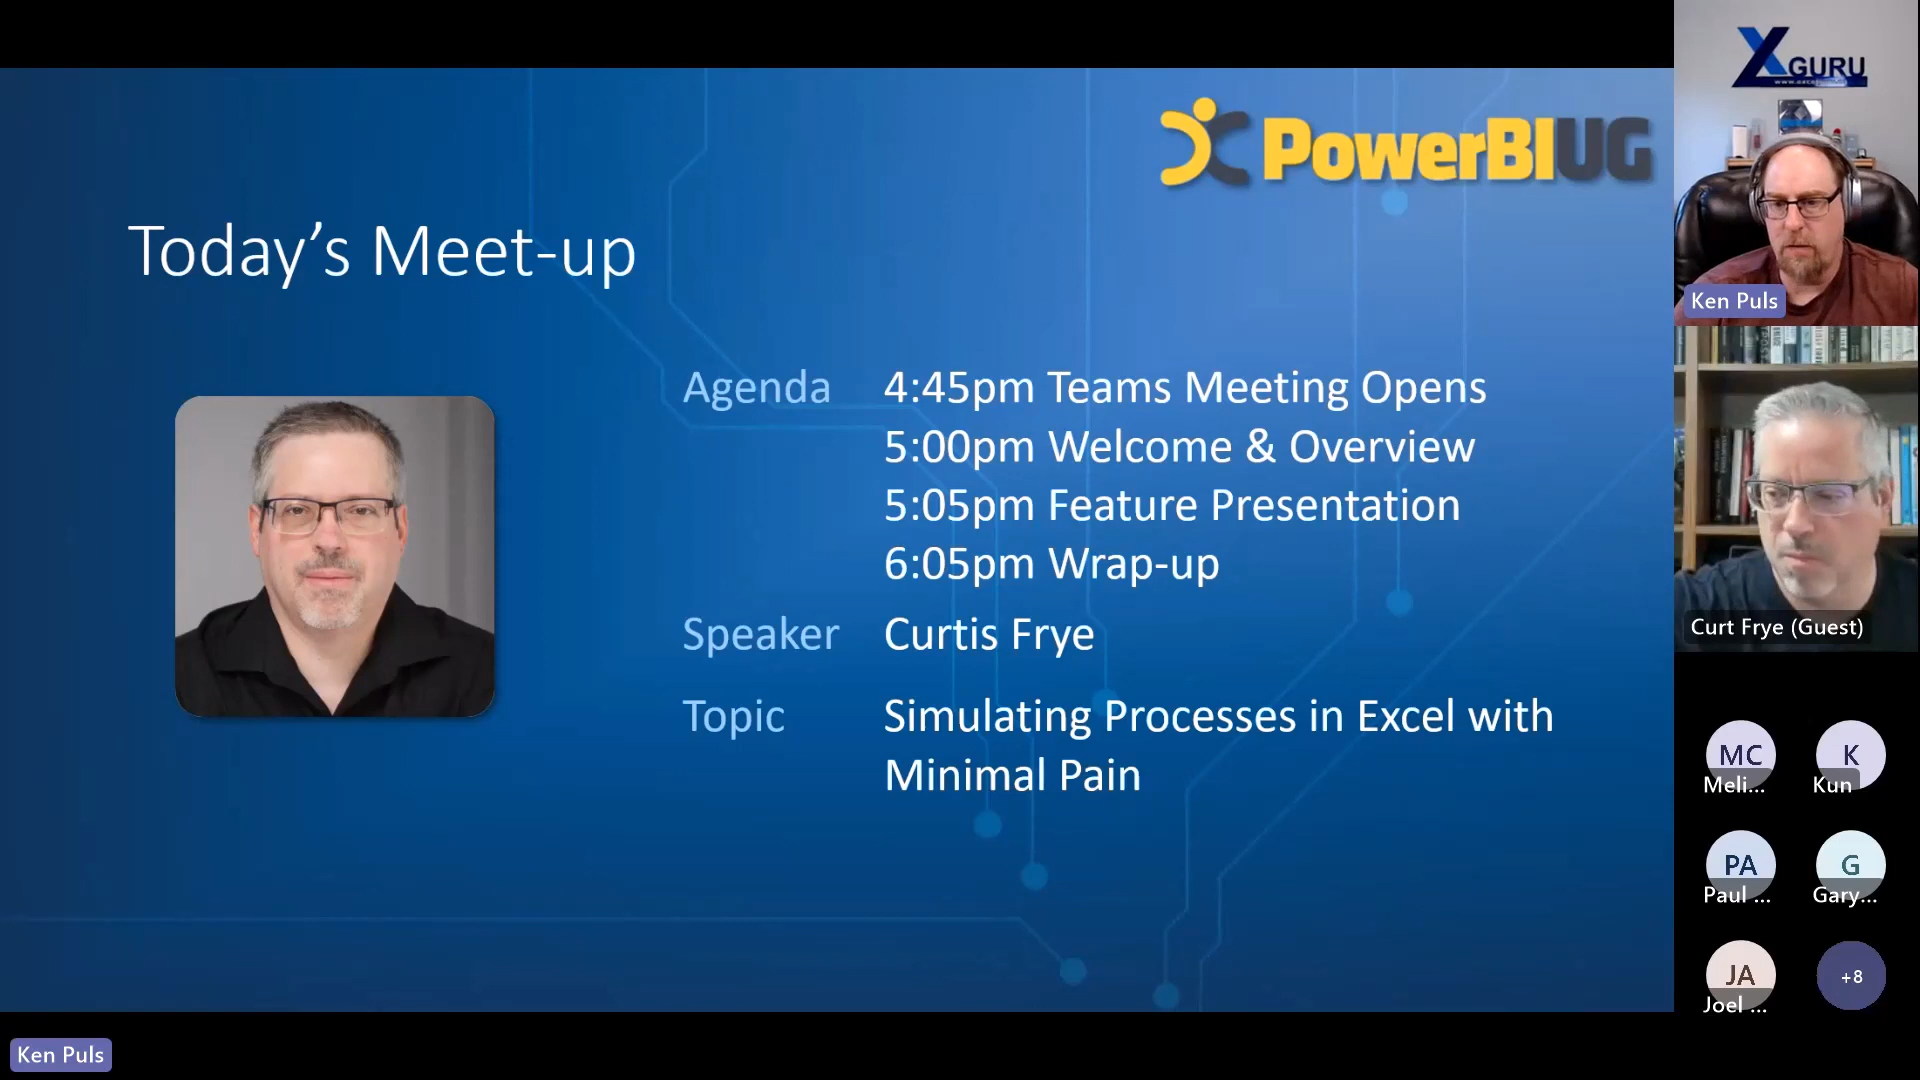 XGURU
PowerBIUG
Today's Meet-up
Agenda 4:45pm Teams Meeting Opens
5:00pm Welcome & Overview
5:05pm Feature Presentation
6:05pm Wrap-up
Speaker Curtis Frye
Topic Simulating Processes in Excel with
Minimal Pain
Ken Puls
Curt Frye (Guest)
MC K
Meli... Kun
PA G
Paul ... Gary...
JA +8
Joel ...
Ken Puls